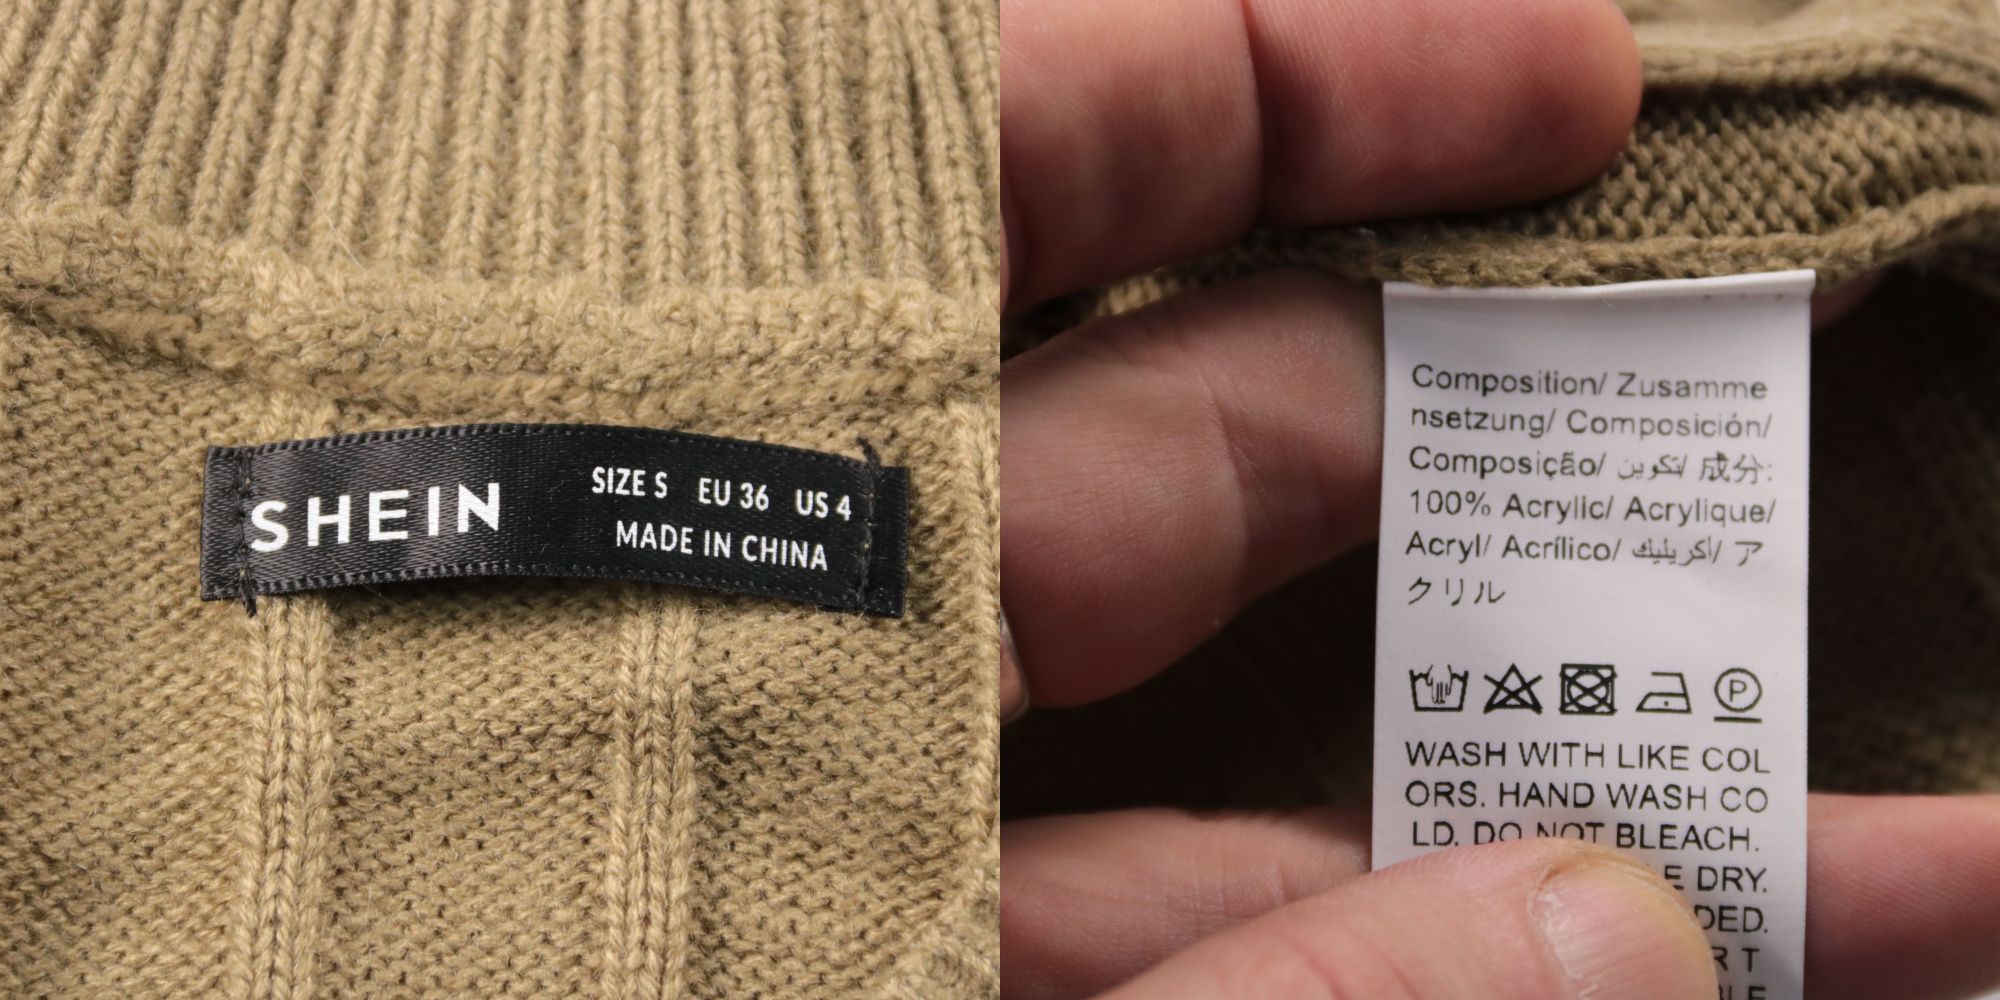 SHEIN
SIZE S EU 36 US 4
MADE IN CHINA
Composition/ Zusamme
nsetzung/ Composición/
Composição/ تكوين/ 成分:
100% Acrylic/ Acrylique/
Acryl/ Acrílico/ أكريليك/ ア
クリル
P
WASH WITH LIKE COL
ORS. HAND WASH CO
LD. DO NOT BLEACH.
E DRY.
DED.
R T